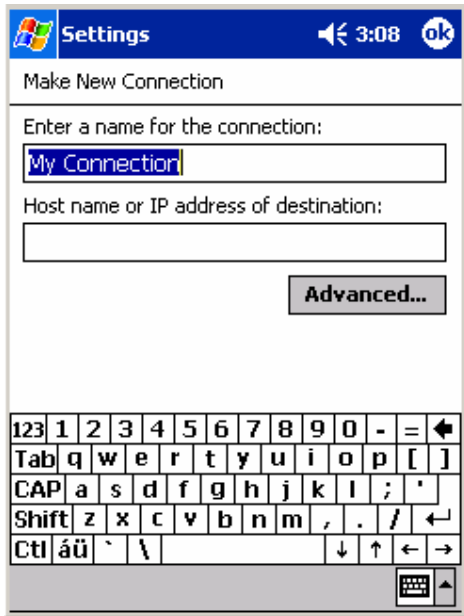 Settings 3:08 ok
Make New Connection
Enter a name for the connection:
My Connection
Host name or IP address of destination:
Advanced...
123 1 2 3 4 5 6 7 8 9 0 - =
Tab q w e r t y u i o p [ ]
CAP a s d f g h j k l ; '
Shift z x c v b n m , . /
Ctl áü ` \ ↓ ↑ ← →